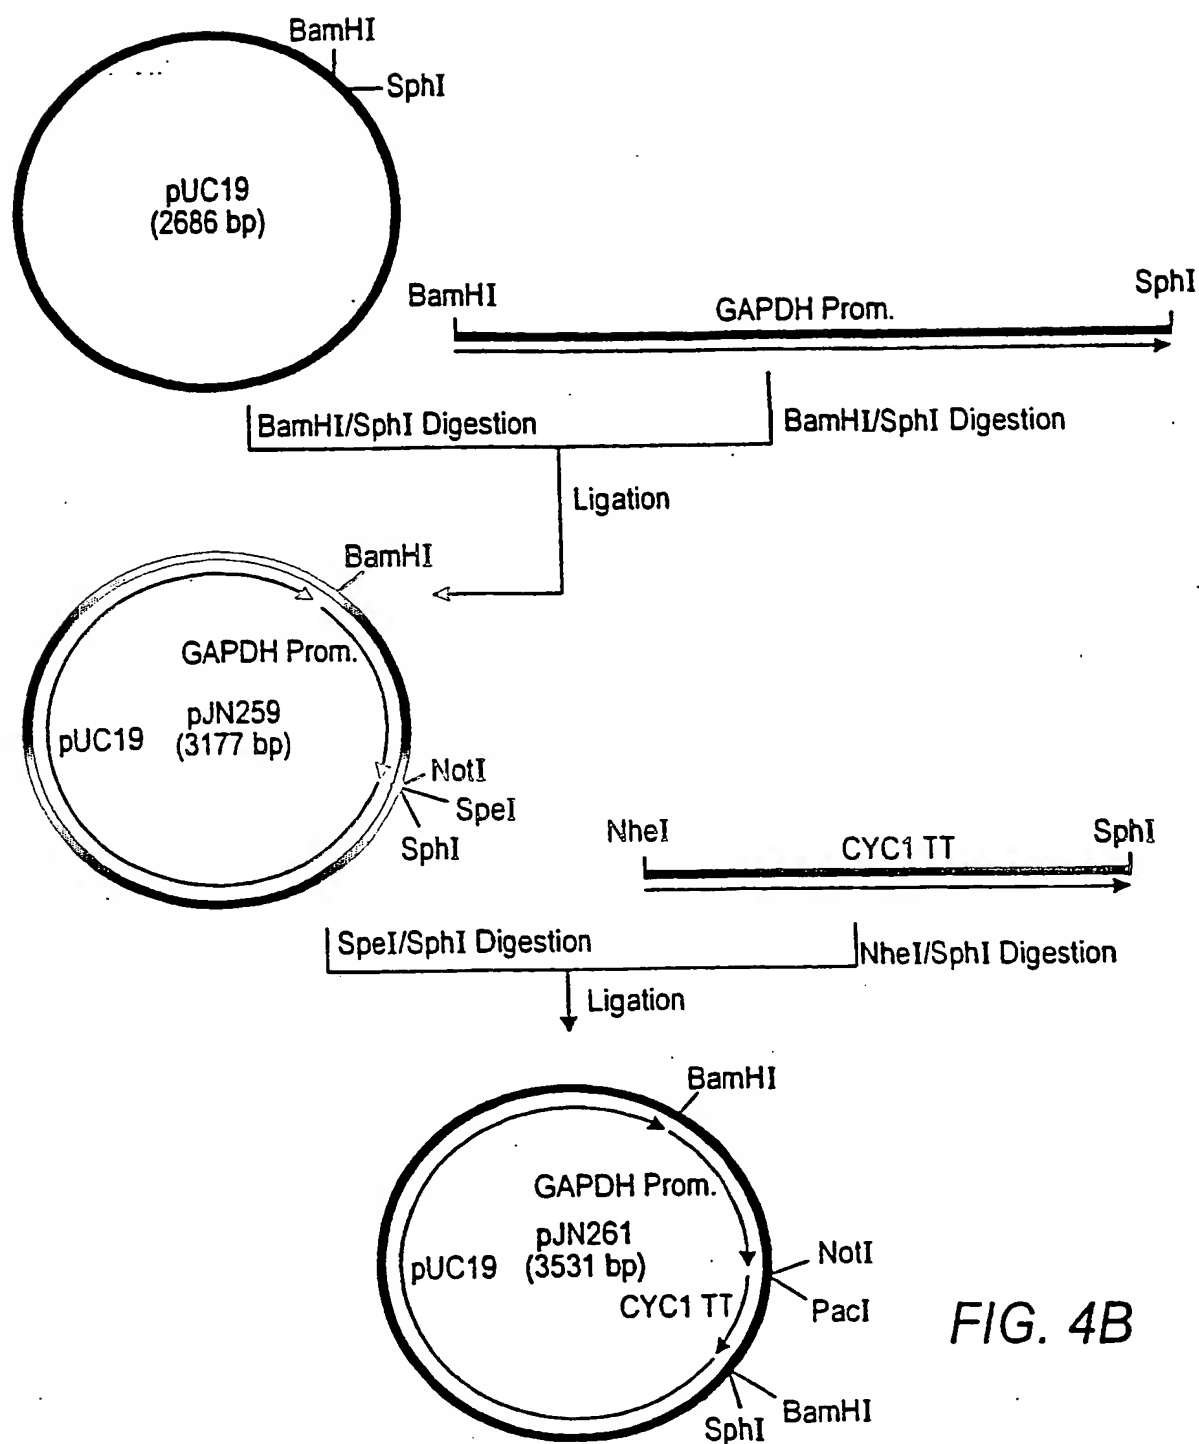 BamHI
SphI
pUC19
(2686 bp)
BamHI
GAPDH Prom.
SphI
BamHI/SphI Digestion
BamHI/SphI Digestion
Ligation
BamHI
GAPDH Prom.
pJN259
pUC19
(3177 bp)
NotI
SpeI
SphI
NheI
CYC1 TT
SphI
SpeI/SphI Digestion
NheI/SphI Digestion
Ligation
BamHI
GAPDH Prom.
pJN261
pUC19
(3531 bp)
NotI
CYC1 TT
PacI
BamHI
SphI
FIG. 4B